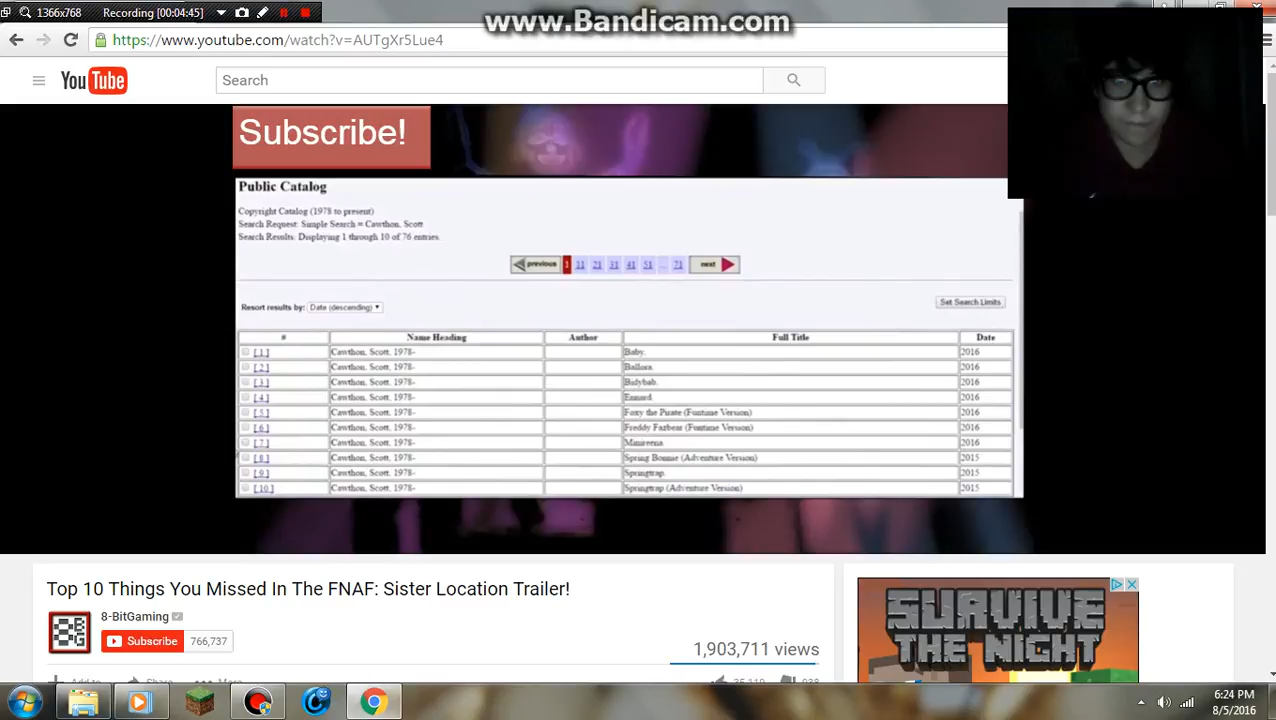 1366x768 Recording [00:04:45]
www.Bandicam.com
https://www.youtube.com/watch?v=AUTgXr5Lue4
YouTube
Search
Subscribe!
Public Catalog
Copyright Catalog (1978 to present)
Search Request: Simple Search = Cawthon, Scott
Search Results: Displaying 1 through 10 of 76 entries.
previous 1 11 21 31 41 51 ... 71 next
Resort results by: Date (descending) Set Search Limits
# Name Heading Author Full Title Date
[ 1 ] Cawthon, Scott, 1978- Baby. 2016
[ 2 ] Cawthon, Scott, 1978- Ballora. 2016
[ 3 ] Cawthon, Scott, 1978- Bidybab. 2016
[ 4 ] Cawthon, Scott, 1978- Ennard. 2016
[ 5 ] Cawthon, Scott, 1978- Foxy the Pirate (Funtime Version) 2016
[ 6 ] Cawthon, Scott, 1978- Freddy Fazbear (Funtime Version) 2016
[ 7 ] Cawthon, Scott, 1978- Minireena. 2016
[ 8 ] Cawthon, Scott, 1978- Spring Bonnie (Adventure Version) 2015
[ 9 ] Cawthon, Scott, 1978- Springtrap. 2015
[ 10 ] Cawthon, Scott, 1978- Springtrap (Adventure Version) 2015
Top 10 Things You Missed In The FNAF: Sister Location Trailer!
8-BitGaming
Subscribe 766,737
1,903,711 views
SURVIVE
THE NIGHT
6:24 PM
8/5/2016